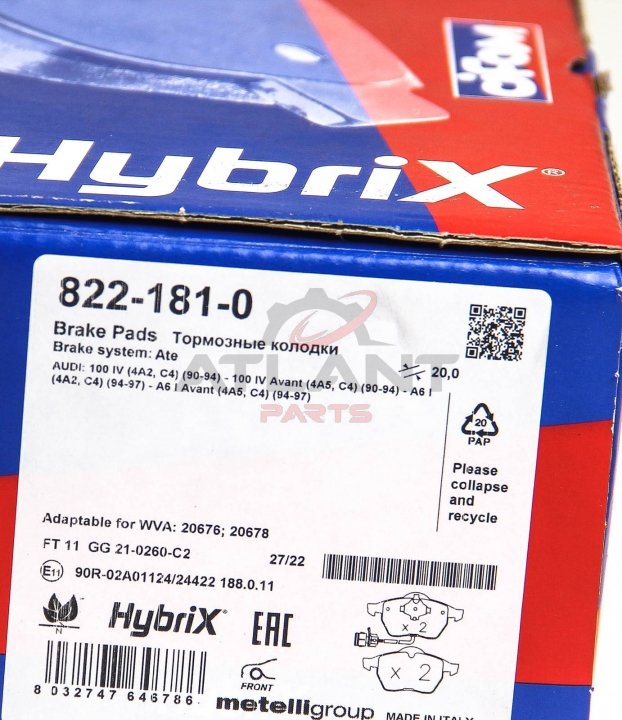 cifam
HybriX®
822-181-0
Brake Pads Тормозные колодки
Brake system: Ate
20,0
AUDI: 100 IV (4A2, C4) (90-94) - 100 IV Avant (4A5, C4) (90-94) - A6 I
(4A2, C4) (94-97) - A6 I Avant (4A5, C4) (94-97)
ATLANT
PARTS
20
PAP
Please
collapse
and
recycle
Adaptable for WVA: 20676; 20678
FT 11 GG 21-0260-C2
27/22
E11 90R-02A01124/24422 188.0.11
N
HybriX®
EAC
x 2
x 2
FRONT
8 032747 646786
metelligroup
MADE IN ITALY